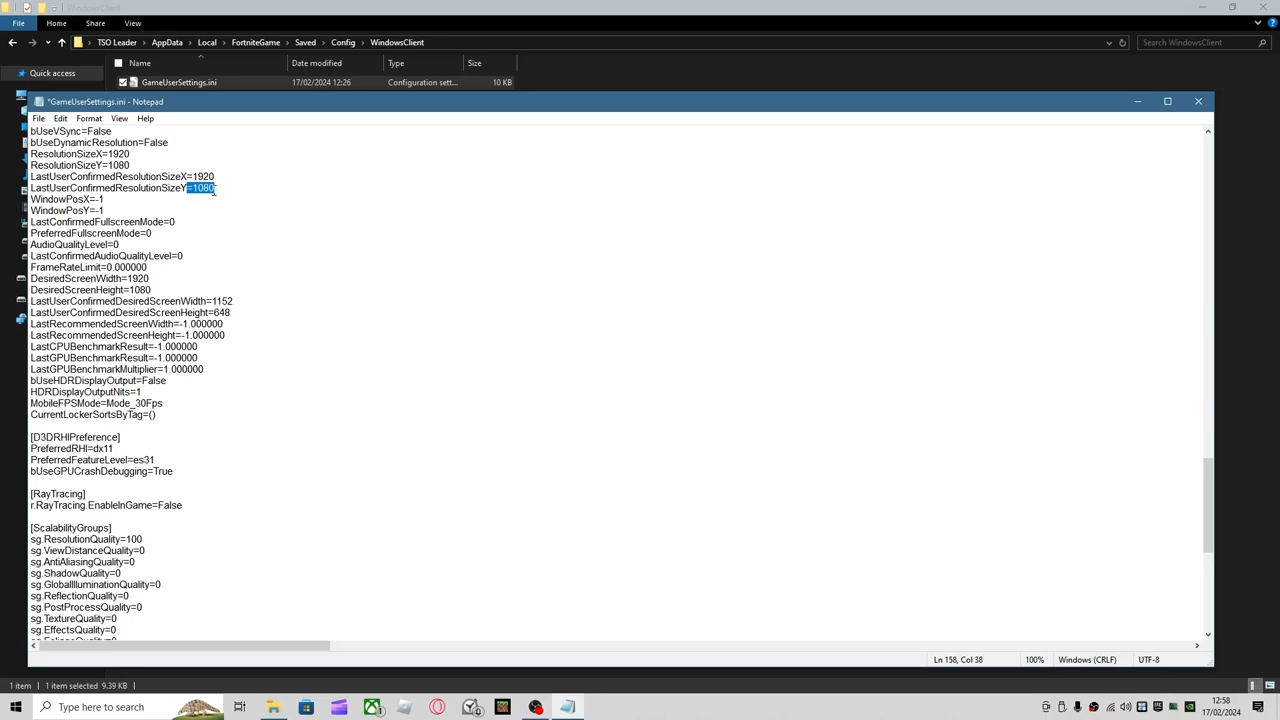 WindowsClient
File
Home
Share
View
TSO Leader
AppData
Local
FortniteGame
Saved
Config
WindowsClient
Search WindowsClient
Quick access
Name
Date modified
Type
Size
GameUserSettings.ini
17/02/2024 12:26
Configuration sett...
10 KB
*GameUserSettings.ini - Notepad
File
Edit
Format
View
Help
bUseVSync=False
bUseDynamicResolution=False
ResolutionSizeX=1920
ResolutionSizeY=1080
LastUserConfirmedResolutionSizeX=1920
LastUserConfirmedResolutionSizeY=1080
WindowPosX=-1
WindowPosY=-1
LastConfirmedFullscreenMode=0
PreferredFullscreenMode=0
AudioQualityLevel=0
LastConfirmedAudioQualityLevel=0
FrameRateLimit=0.000000
DesiredScreenWidth=1920
DesiredScreenHeight=1080
LastUserConfirmedDesiredScreenWidth=1152
LastUserConfirmedDesiredScreenHeight=648
LastRecommendedScreenWidth=-1.000000
LastRecommendedScreenHeight=-1.000000
LastCPUBenchmarkResult=-1.000000
LastGPUBenchmarkResult=-1.000000
LastGPUBenchmarkMultiplier=1.000000
bUseHDRDisplayOutput=False
HDRDisplayOutputNits=1
MobileFPSMode=Mode_30Fps
CurrentLockerSortsByTag=()
[D3DRHIPreference]
PreferredRHI=dx11
PreferredFeatureLevel=es31
bUseGPUCrashDebugging=True
[RayTracing]
r.RayTracing.EnableInGame=False
[ScalabilityGroups]
sg.ResolutionQuality=100
sg.ViewDistanceQuality=0
sg.AntiAliasingQuality=0
sg.ShadowQuality=0
sg.GlobalIlluminationQuality=0
sg.ReflectionQuality=0
sg.PostProcessQuality=0
sg.TextureQuality=0
sg.EffectsQuality=0
Ln 158, Col 38
100%
Windows (CRLF)
UTF-8
1 item
1 item selected
9.39 KB
Type here to search
12:58
17/02/2024